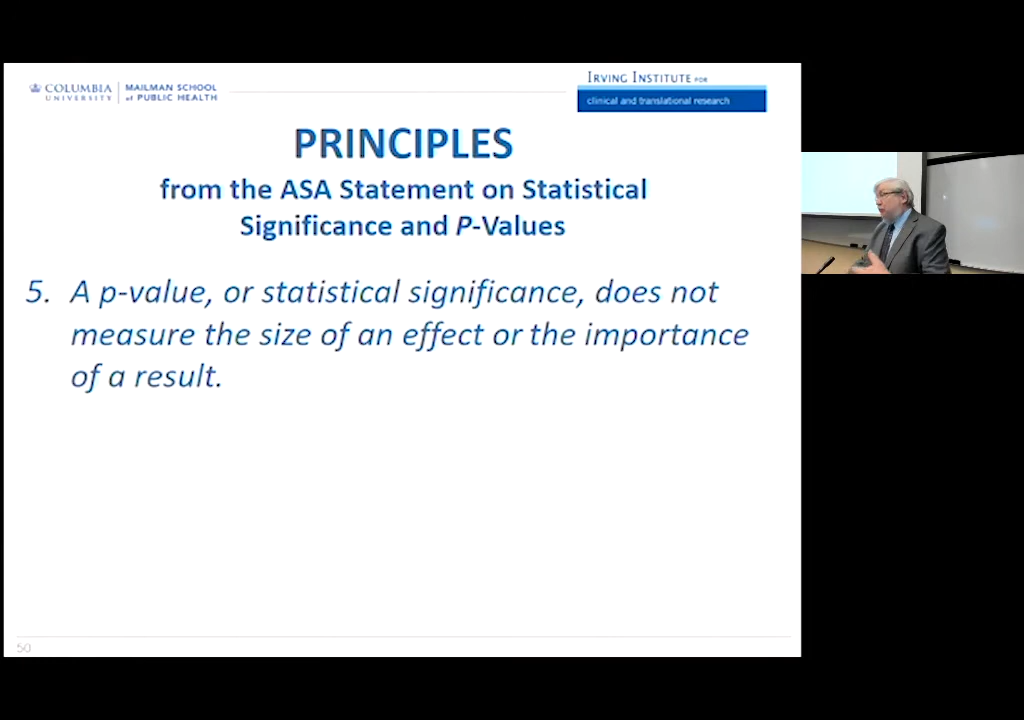 COLUMBIA UNIVERSITY
MAILMAN SCHOOL of PUBLIC HEALTH
IRVING INSTITUTE FOR
clinical and translational research
PRINCIPLES
from the ASA Statement on Statistical
Significance and P-Values
5. A p-value, or statistical significance, does not
measure the size of an effect or the importance
of a result.
50